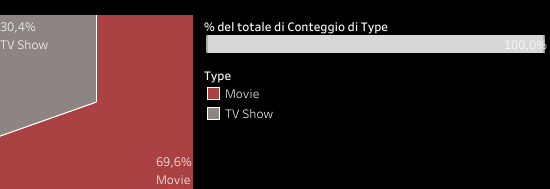 30,4%
TV Show
69,6%
Movie
% del totale di Conteggio di Type
100,0%
Type
Movie
TV Show